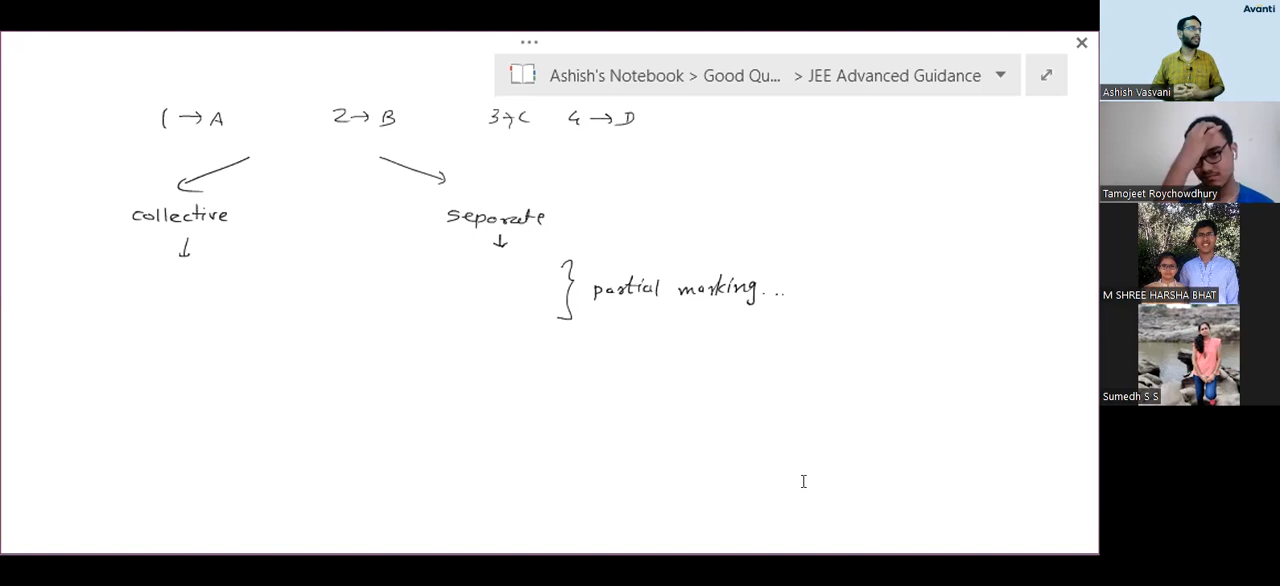 Avanti
Ashish's Notebook > Good Qu... > JEE Advanced Guidance
Ashish Vasvani
1 → A 2 → B 3 → C 4 → D
Tamojeet Roychowdhury
collective seporate
} partial marking...
M SHREE HARSHA BHAT
Sumedh S S